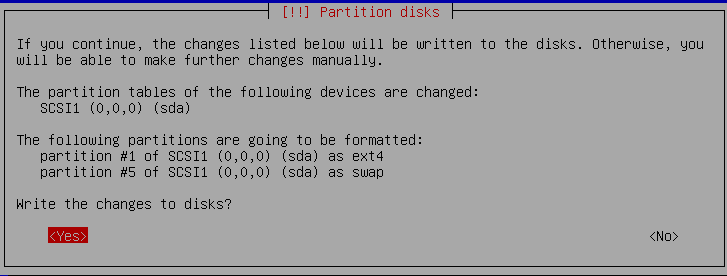 [!!] Partition disks
If you continue, the changes listed below will be written to the disks. Otherwise, you
will be able to make further changes manually.
The partition tables of the following devices are changed:
SCSI1 (0,0,0) (sda)
The following partitions are going to be formatted:
partition #1 of SCSI1 (0,0,0) (sda) as ext4
partition #5 of SCSI1 (0,0,0) (sda) as swap
Write the changes to disks?
<Yes> <No>